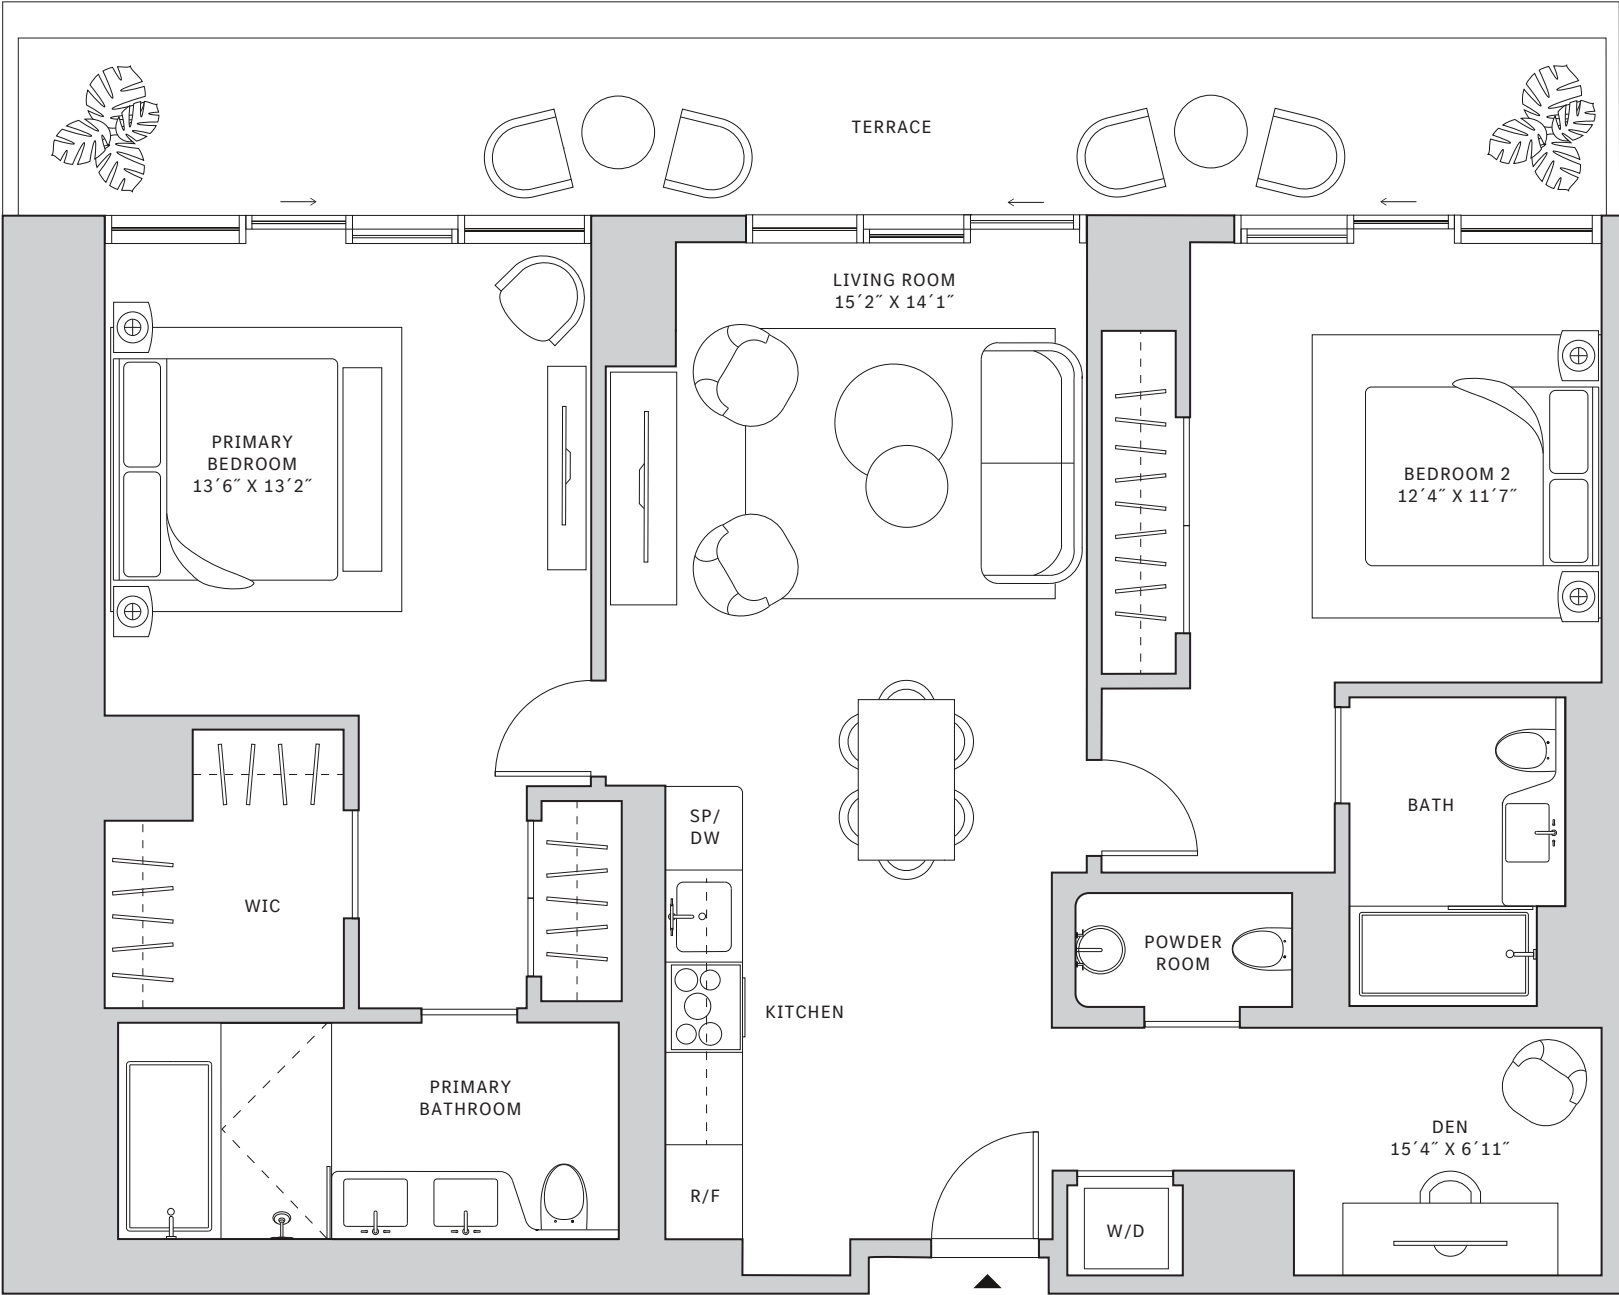 TERRACE
LIVING ROOM
15´2˝ X 14´1˝
PRIMARY
BEDROOM
13´6˝ X 13´2˝
BEDROOM 2
12´4˝ X 11´7˝
SP/
DW
BATH
WIC
POWDER
ROOM
KITCHEN
PRIMARY
BATHROOM
DEN
15´4˝ X 6´11˝
R/F
W/D